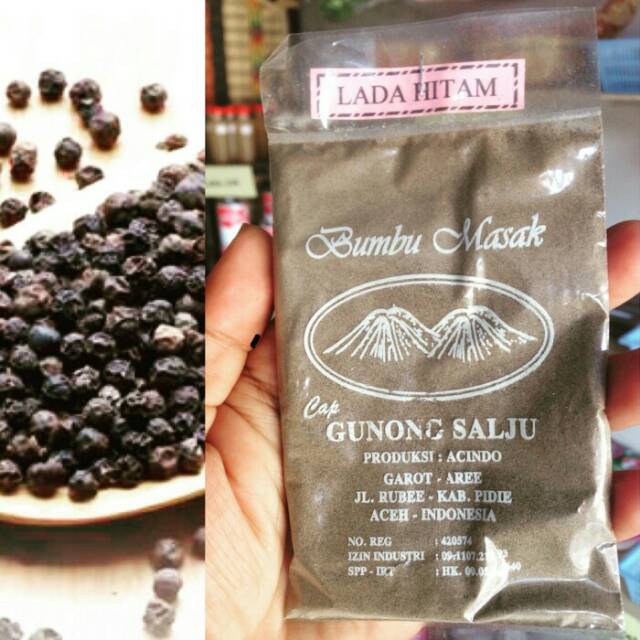 LADA HITAM
Bumbu Masak
Cap
GUNONG SALJU
PRODUKSI : ACINDO
GAROT - AREE
JL. RUBEE - KAB. PIDIE
ACEH - INDONESIA
NO. REG : 420574
IZIN INDUSTRI :
SPP - IRT : HK.